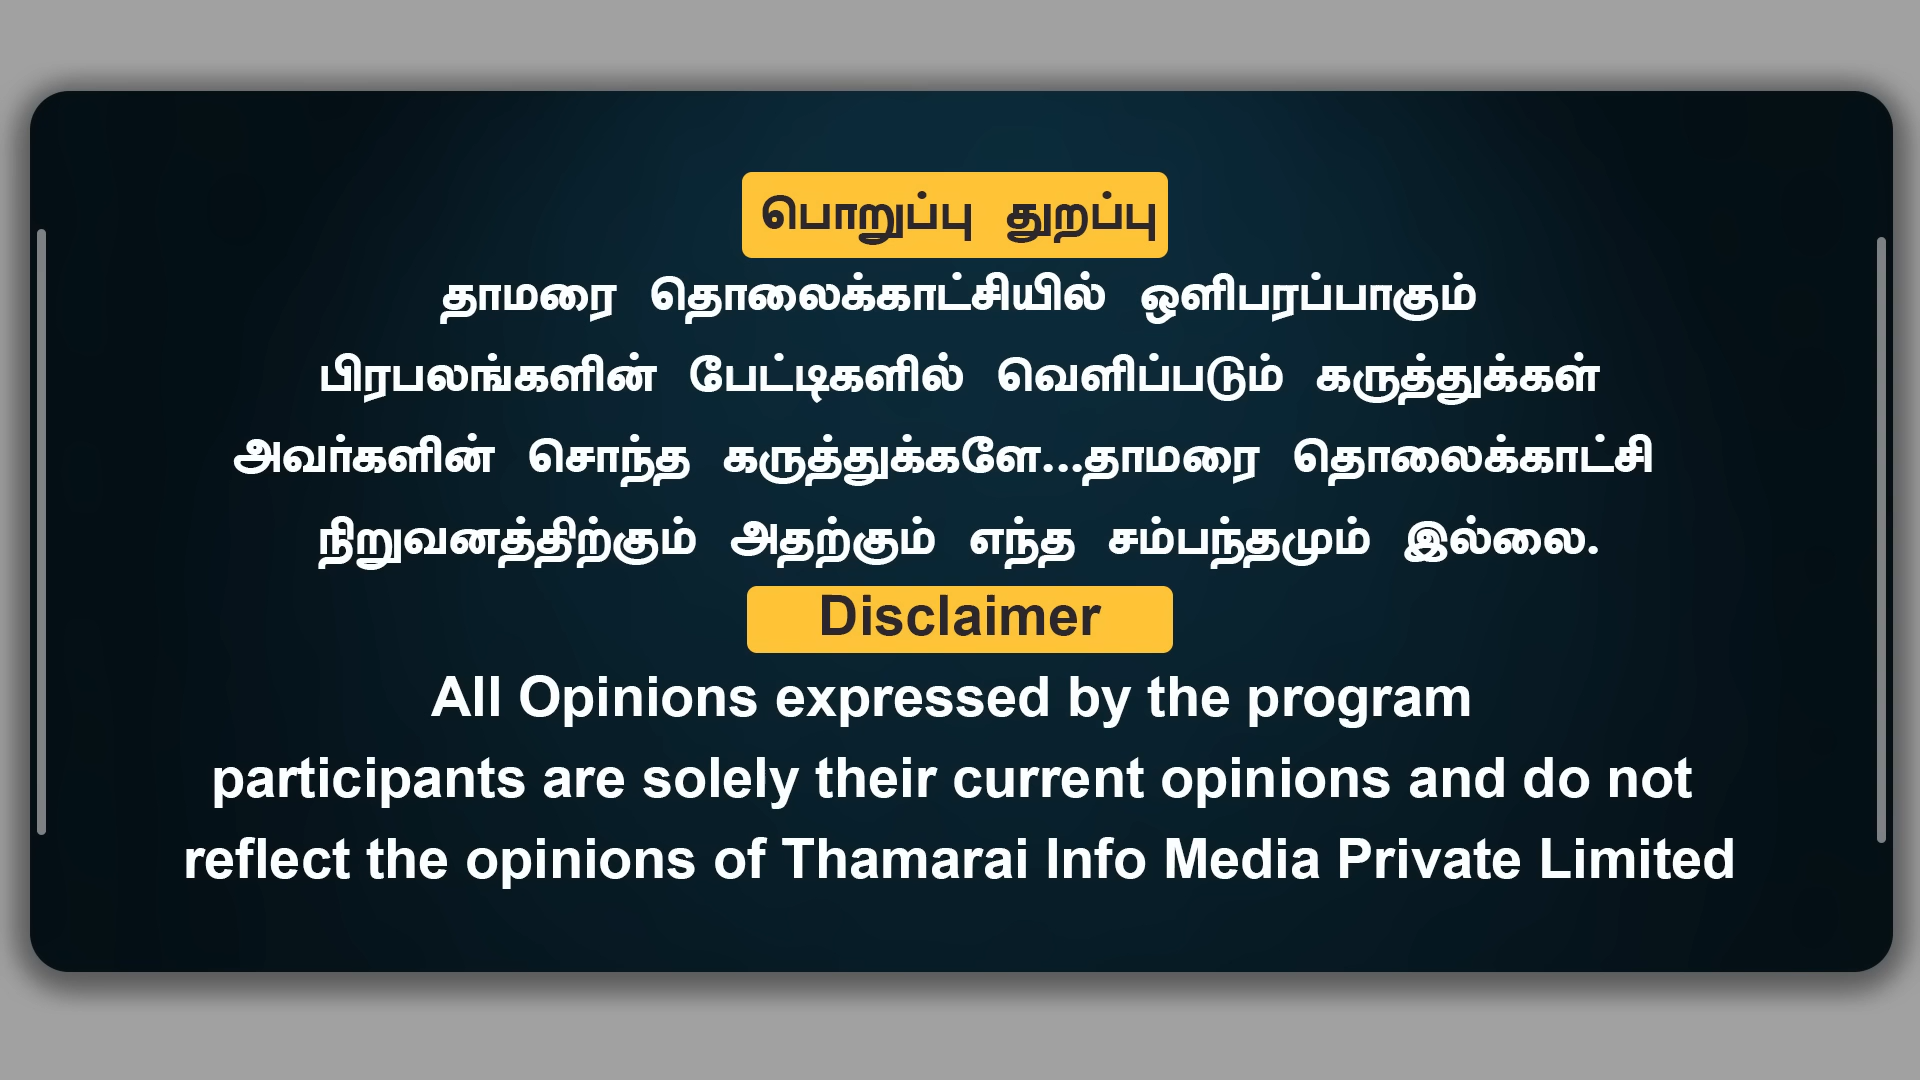 பொறுப்பு துறப்பு
தாமரை தொலைக்காட்சியில் ஒளிபரப்பாகும்
பிரபலங்களின் பேட்டிகளில் வெளிப்படும் கருத்துக்கள்
அவர்களின் சொந்த கருத்துக்களே...தாமரை தொலைக்காட்சி
நிறுவனத்திற்கும் அதற்கும் எந்த சம்பந்தமும் இல்லை.
Disclaimer
All Opinions expressed by the program
participants are solely their current opinions and do not
reflect the opinions of Thamarai Info Media Private Limited